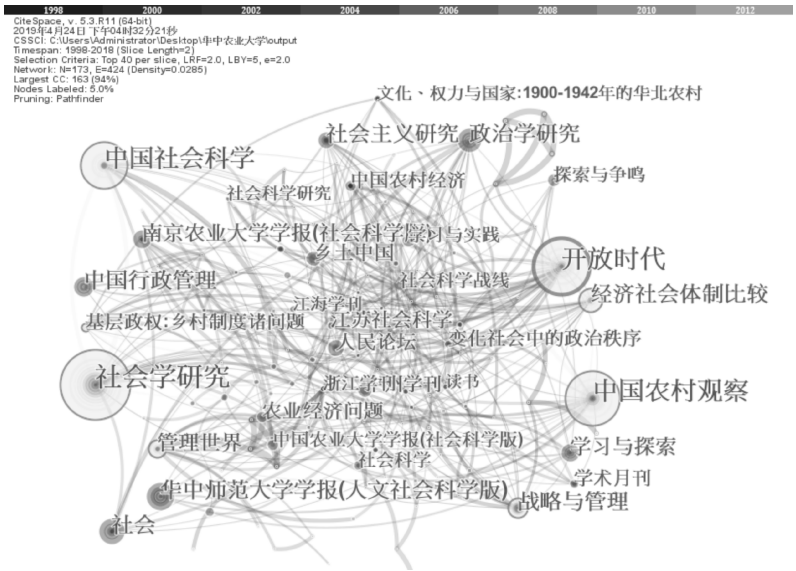 1998 2000 2002 2004 2006 2008 2010 2012
CiteSpace, v. 5.3.R11 (64-bit)
2019年4月24日 下午04时32分21秒
CSSCI: C:\Users\Administrator\Desktop\华中农业大学\output
Timespan: 1998-2018 (Slice Length=2)
Selection Criteria: Top 40 per slice, LRF=2.0, LBY=5, e=2.0
Network: N=173, E=424 (Density=0.0285)
Largest CC: 163 (94%)
Nodes Labeled: 5.0%
Pruning: Pathfinder
文化、权力与国家:1900-1942年的华北农村
社会主义研究
政治学研究
中国社会科学
中国农村经济
探索与争鸣
社会科学研究
南京农业大学学报(社会科学版)
习与实践
乡土中国
开放时代
中国行政管理
社会科学战线
经济社会体制比较
江海学刊
基层政权:乡村制度诸问题
江苏社会科学
人民论坛
变化社会中的政治秩序
社会学研究
浙江学刊
学刊
读书
中国农村观察
农业经济问题
管理世界
中国农业大学学报(社会科学版)
学习与探索
社会科学
学术月刊
华中师范大学学报(人文社会科学版)
战略与管理
社会